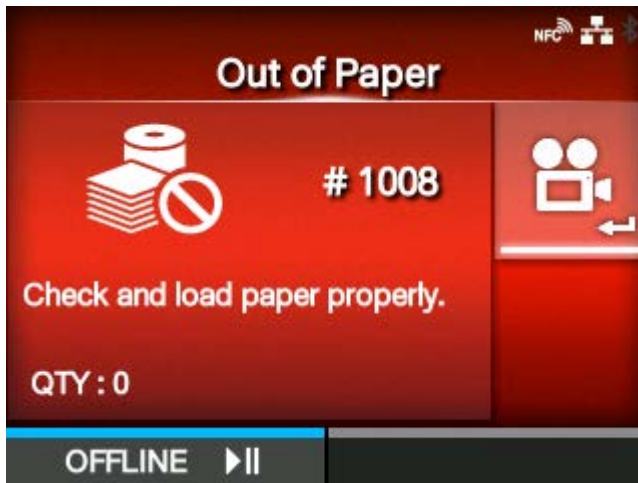 NFC
Out of Paper
# 1008
Check and load paper properly.
QTY : 0
OFFLINE